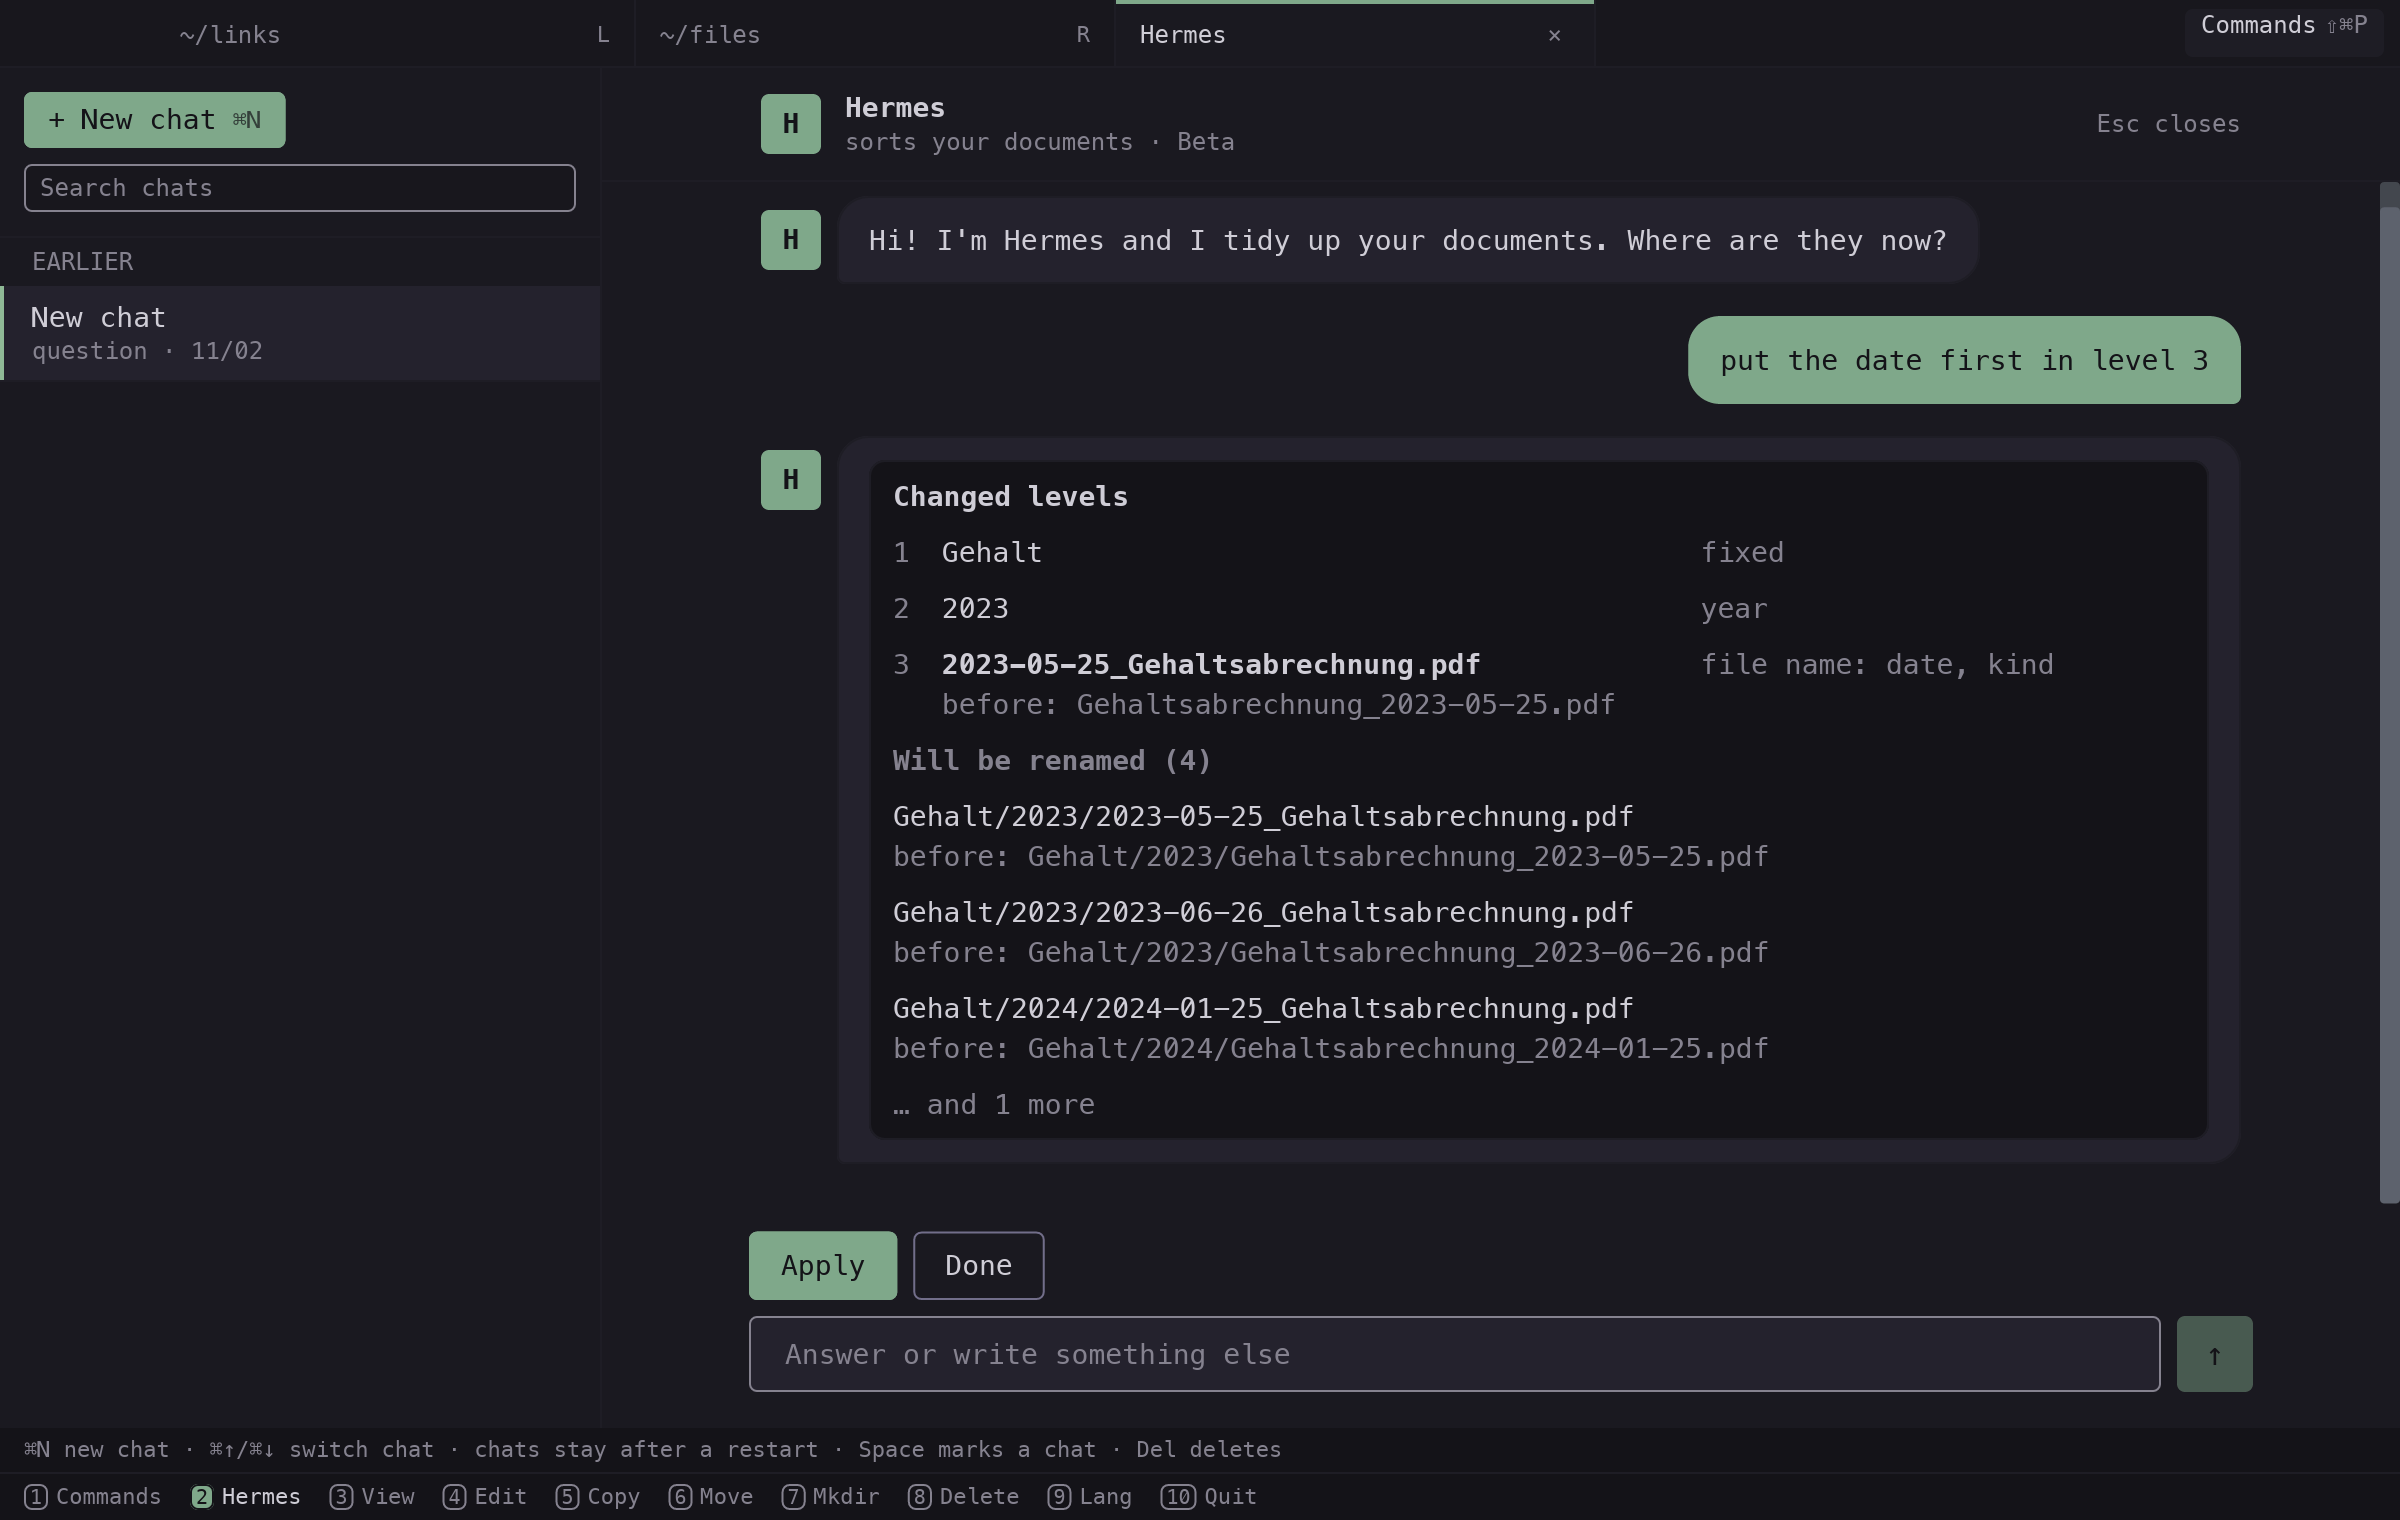 ~/links L ~/files R Hermes × Commands ⇧⌘P
+ New chat ⌘N
Search chats
EARLIER
New chat
question · 11/02
H Hermes
sorts your documents · Beta
Esc closes
H Hi! I'm Hermes and I tidy up your documents. Where are they now?
put the date first in level 3
H
Changed levels
1 Gehalt fixed
2 2023 year
3 2023-05-25_Gehaltsabrechnung.pdf file name: date, kind
before: Gehaltsabrechnung_2023-05-25.pdf
Will be renamed (4)
Gehalt/2023/2023-05-25_Gehaltsabrechnung.pdf
before: Gehalt/2023/Gehaltsabrechnung_2023-05-25.pdf
Gehalt/2023/2023-06-26_Gehaltsabrechnung.pdf
before: Gehalt/2023/Gehaltsabrechnung_2023-06-26.pdf
Gehalt/2024/2024-01-25_Gehaltsabrechnung.pdf
before: Gehalt/2024/Gehaltsabrechnung_2024-01-25.pdf
… and 1 more
Apply Done
Answer or write something else ↑
⌘N new chat · ⌘↑/⌘↓ switch chat · chats stay after a restart · Space marks a chat · Del deletes
1 Commands 2 Hermes 3 View 4 Edit 5 Copy 6 Move 7 Mkdir 8 Delete 9 Lang 10 Quit